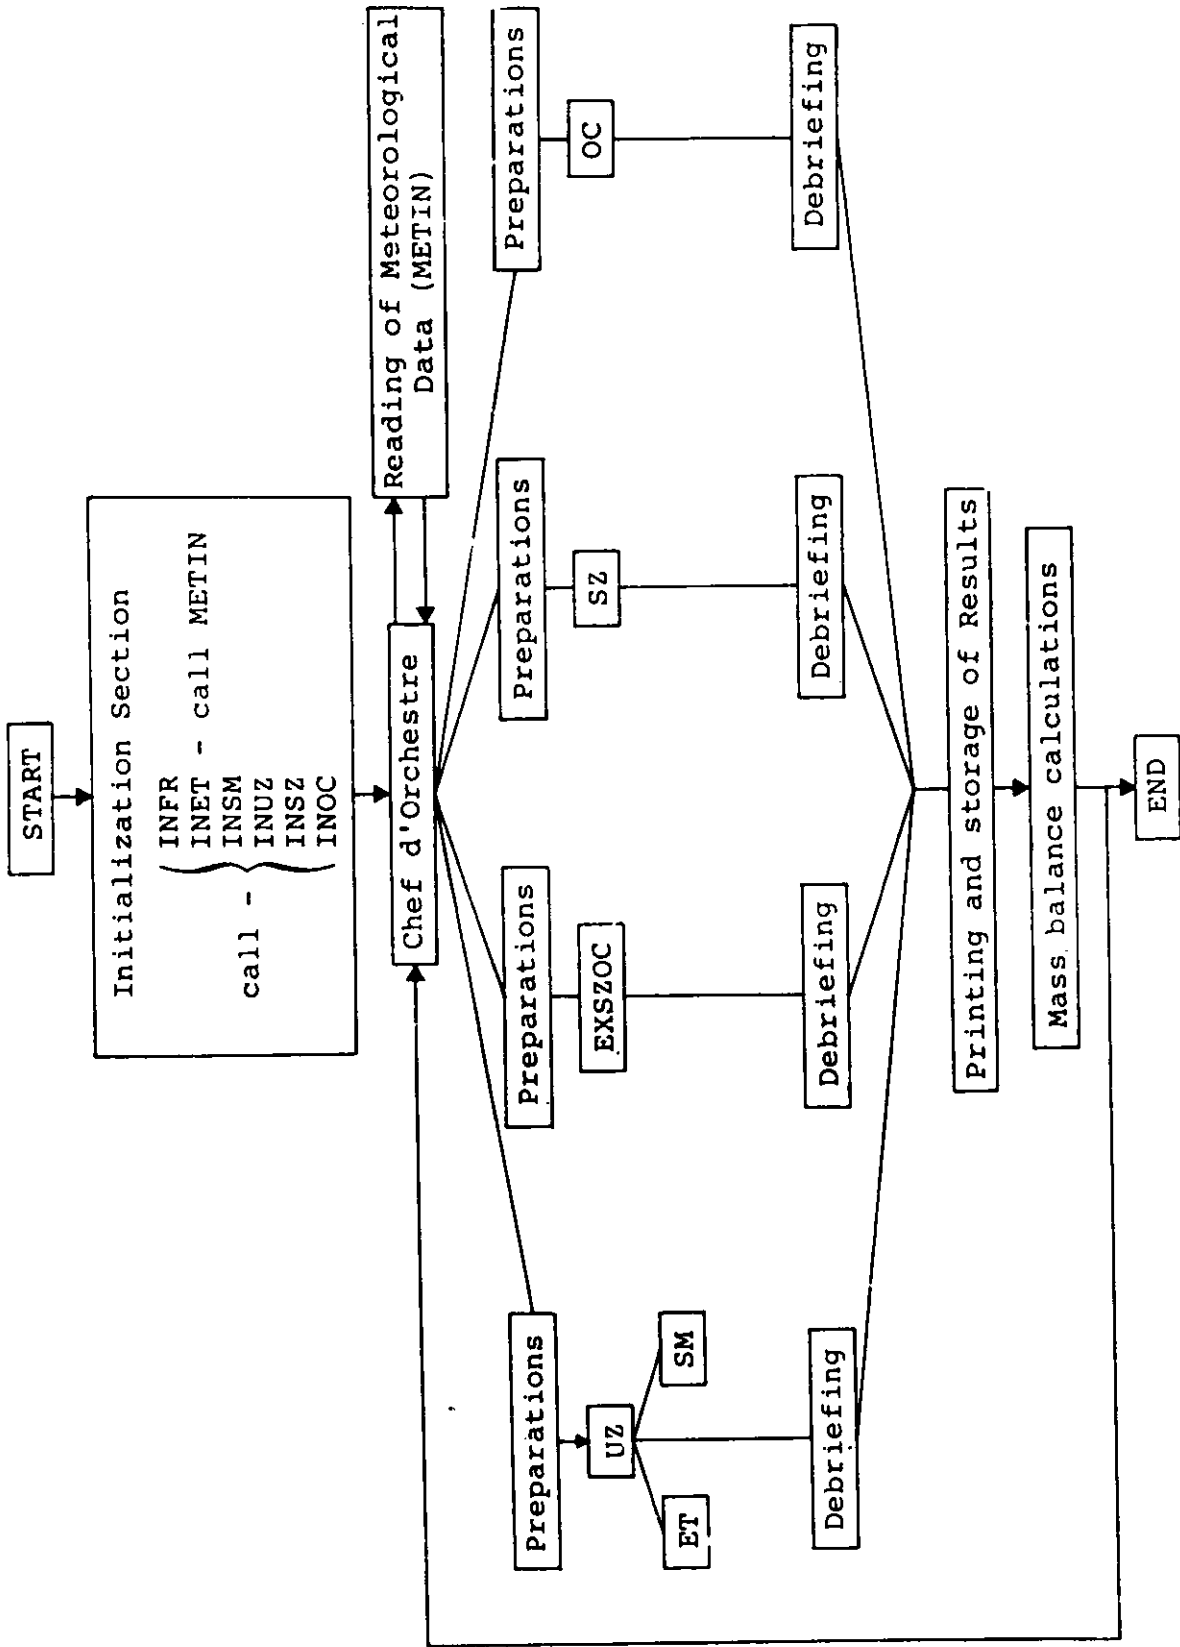 START
Initialization Section
INFR
INET - call METIN
INSM
call -
INUZ
INSZ
INOC
Chef d'Orchestre
Reading of Meteorological
Data (METIN)
Preparations
Preparations
Preparations
Preparations
UZ
EXSZOC
SZ
OC
ET
SM
Debriefing
Debriefing
Debriefing
Debriefing
Printing and storage of Results
Mass balance calculations
END